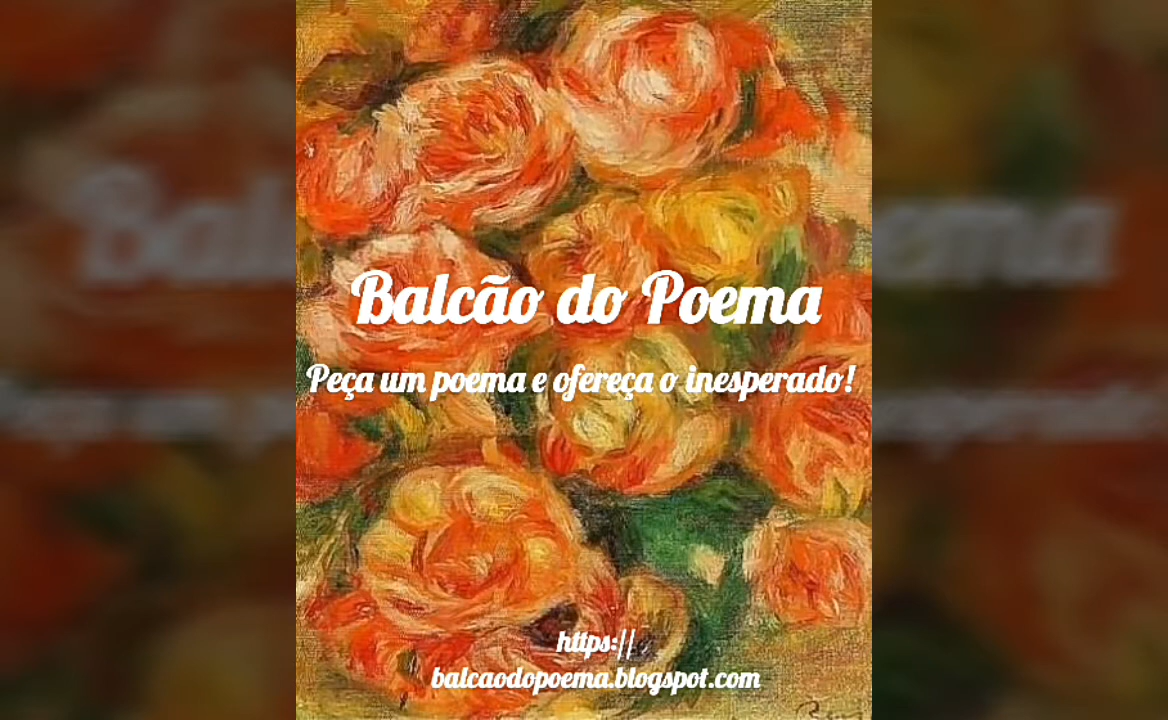 Balcão do Poema
Peça um poema e ofereça o inesperado!
https://
balcaodopoema.blogspot.com